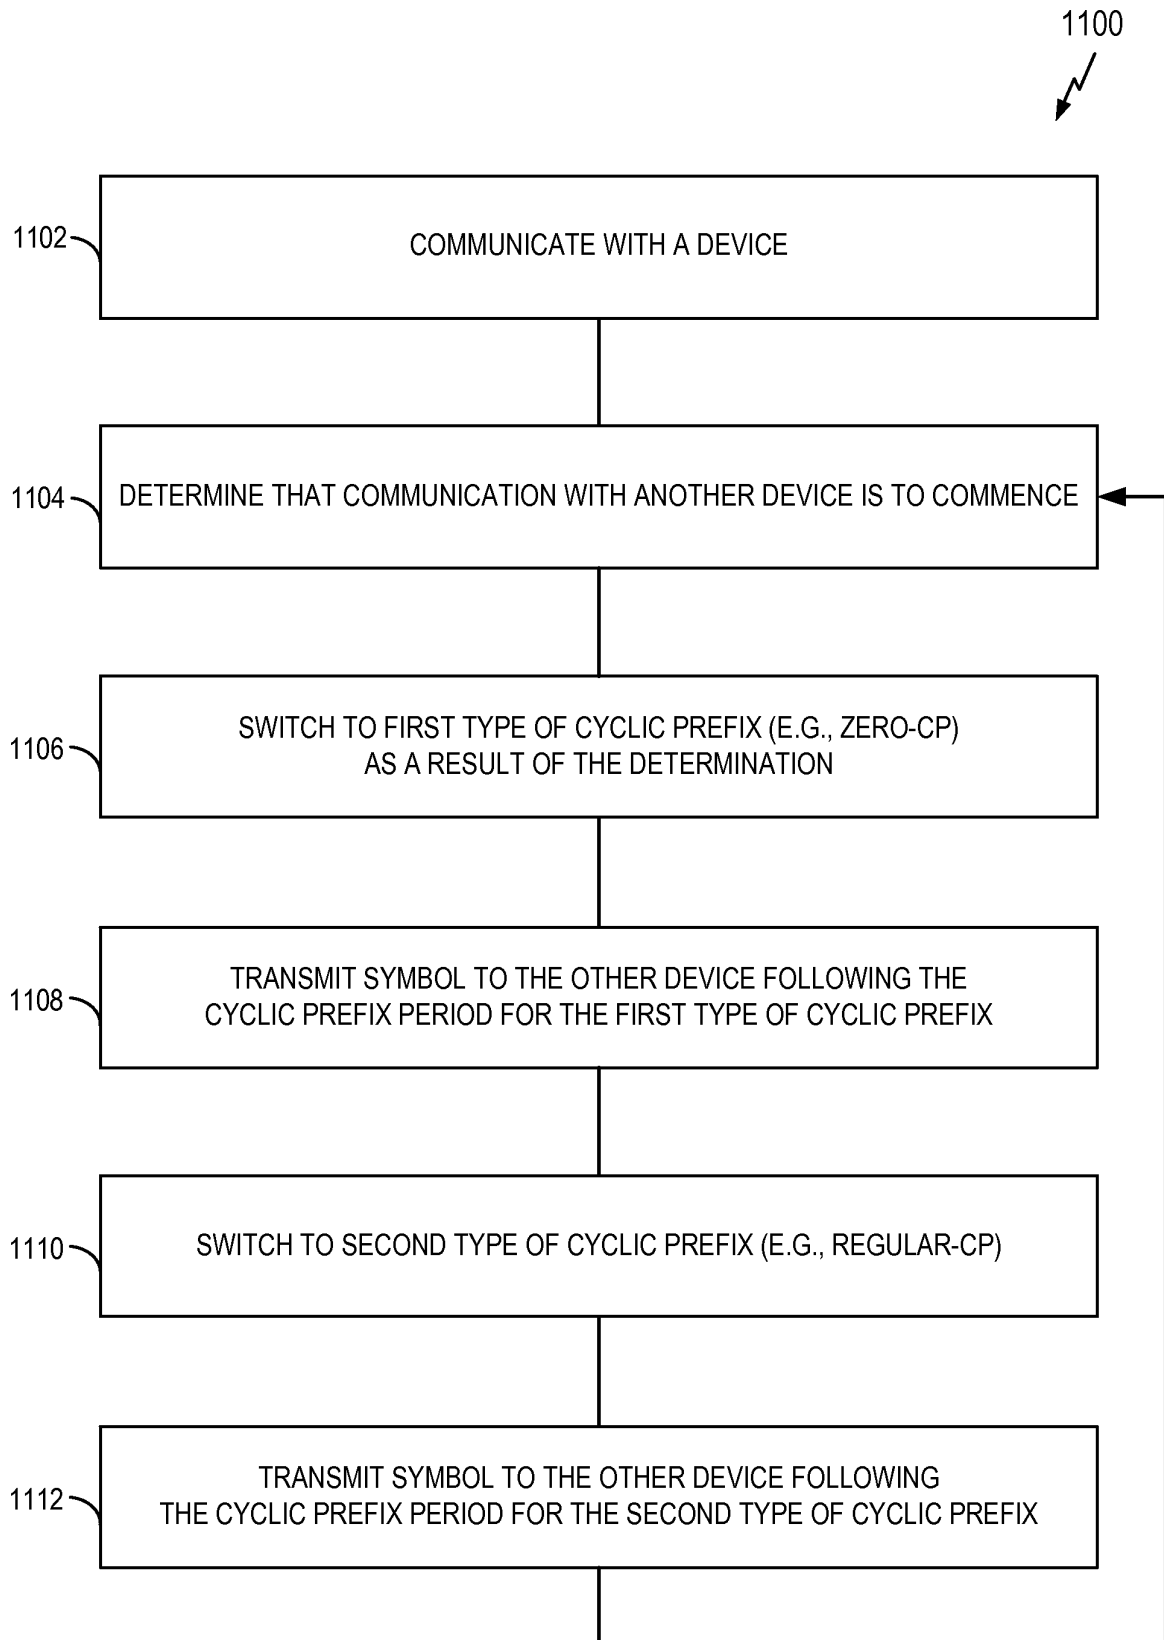 1100
1102
COMMUNICATE WITH A DEVICE
1104
DETERMINE THAT COMMUNICATION WITH ANOTHER DEVICE IS TO COMMENCE
1106
SWITCH TO FIRST TYPE OF CYCLIC PREFIX (E.G., ZERO-CP)
AS A RESULT OF THE DETERMINATION
1108
TRANSMIT SYMBOL TO THE OTHER DEVICE FOLLOWING THE
CYCLIC PREFIX PERIOD FOR THE FIRST TYPE OF CYCLIC PREFIX
1110
SWITCH TO SECOND TYPE OF CYCLIC PREFIX (E.G., REGULAR-CP)
1112
TRANSMIT SYMBOL TO THE OTHER DEVICE FOLLOWING
THE CYCLIC PREFIX PERIOD FOR THE SECOND TYPE OF CYCLIC PREFIX